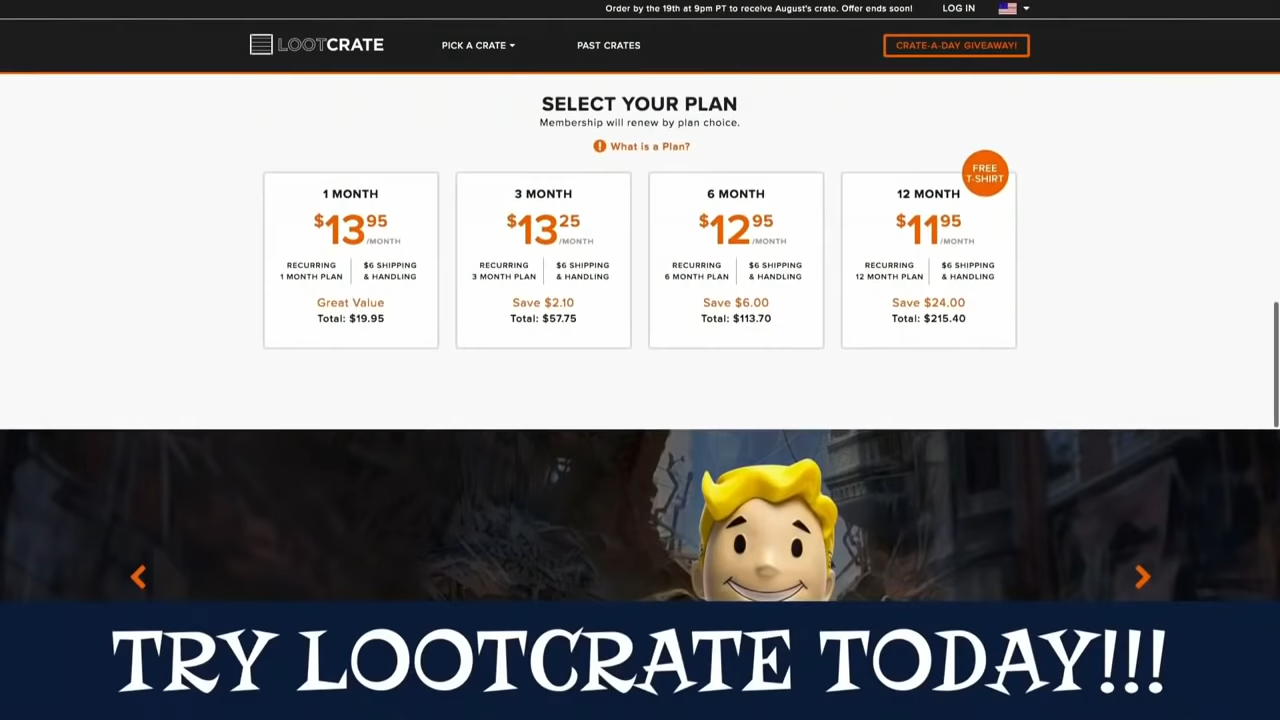 Order by the 19th at 9pm PT to receive August's crate. Offer ends soon!
LOG IN
LOOTCRATE
PICK A CRATE
PAST CRATES
CRATE-A-DAY GIVEAWAY!
SELECT YOUR PLAN
Membership will renew by plan choice.
! What is a Plan?
1 MONTH
$13.95
/MONTH
RECURRING
1 MONTH PLAN
$6 SHIPPING
& HANDLING
Great Value
Total: $19.95
3 MONTH
$13.25
/MONTH
RECURRING
3 MONTH PLAN
$6 SHIPPING
& HANDLING
Save $2.10
Total: $57.75
6 MONTH
$12.95
/MONTH
RECURRING
6 MONTH PLAN
$6 SHIPPING
& HANDLING
Save $6.00
Total: $113.70
FREE
T-SHIRT
12 MONTH
$11.95
/MONTH
RECURRING
12 MONTH PLAN
$6 SHIPPING
& HANDLING
Save $24.00
Total: $215.40
TRY LOOTCRATE TODAY!!!